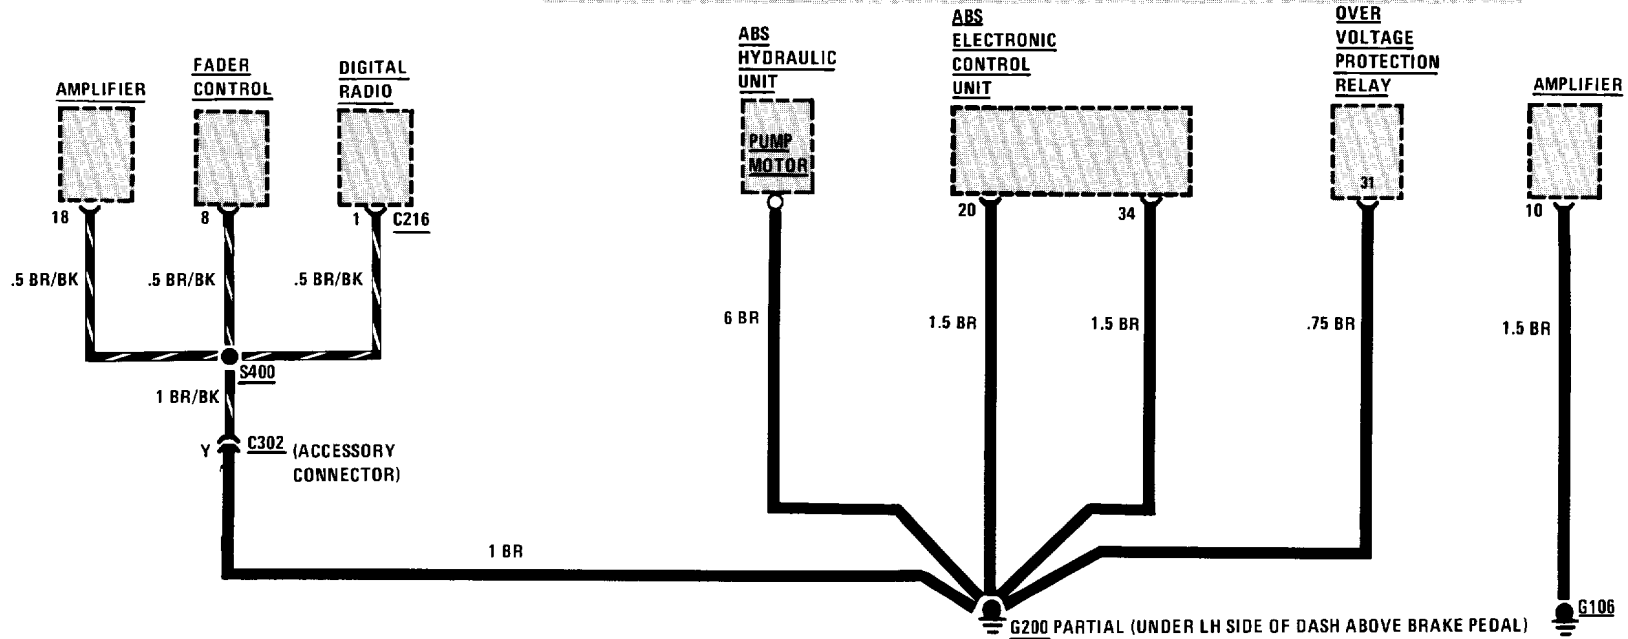 AMPLIFIER
FADER
CONTROL
DIGITAL
RADIO
ABS
HYDRAULIC
UNIT
PUMP
MOTOR
ABS
ELECTRONIC
CONTROL
UNIT
OVER
VOLTAGE
PROTECTION
RELAY
31
AMPLIFIER
18
8
1
C216
20
34
10
.5 BR/BK
.5 BR/BK
.5 BR/BK
6 BR
1.5 BR
1.5 BR
.75 BR
1.5 BR
S400
1 BR/BK
Y
C302 (ACCESSORY
CONNECTOR)
1 BR
G200 PARTIAL (UNDER LH SIDE OF DASH ABOVE BRAKE PEDAL)
G106